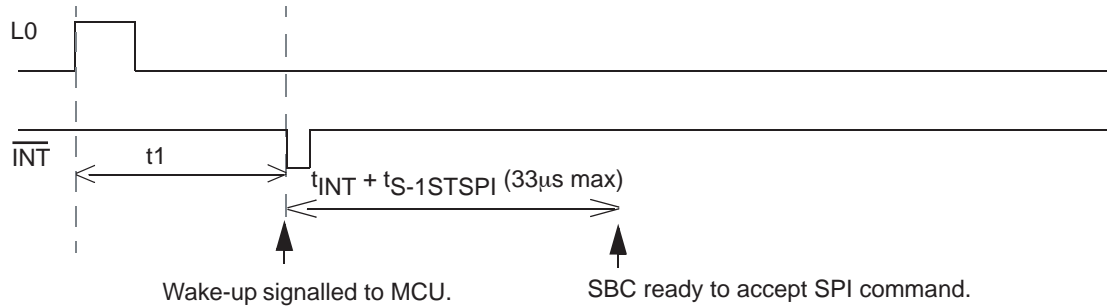 L0
INT
t1
tINT + tS-1STSPI (33μs max)
Wake-up signalled to MCU.
SBC ready to accept SPI command.